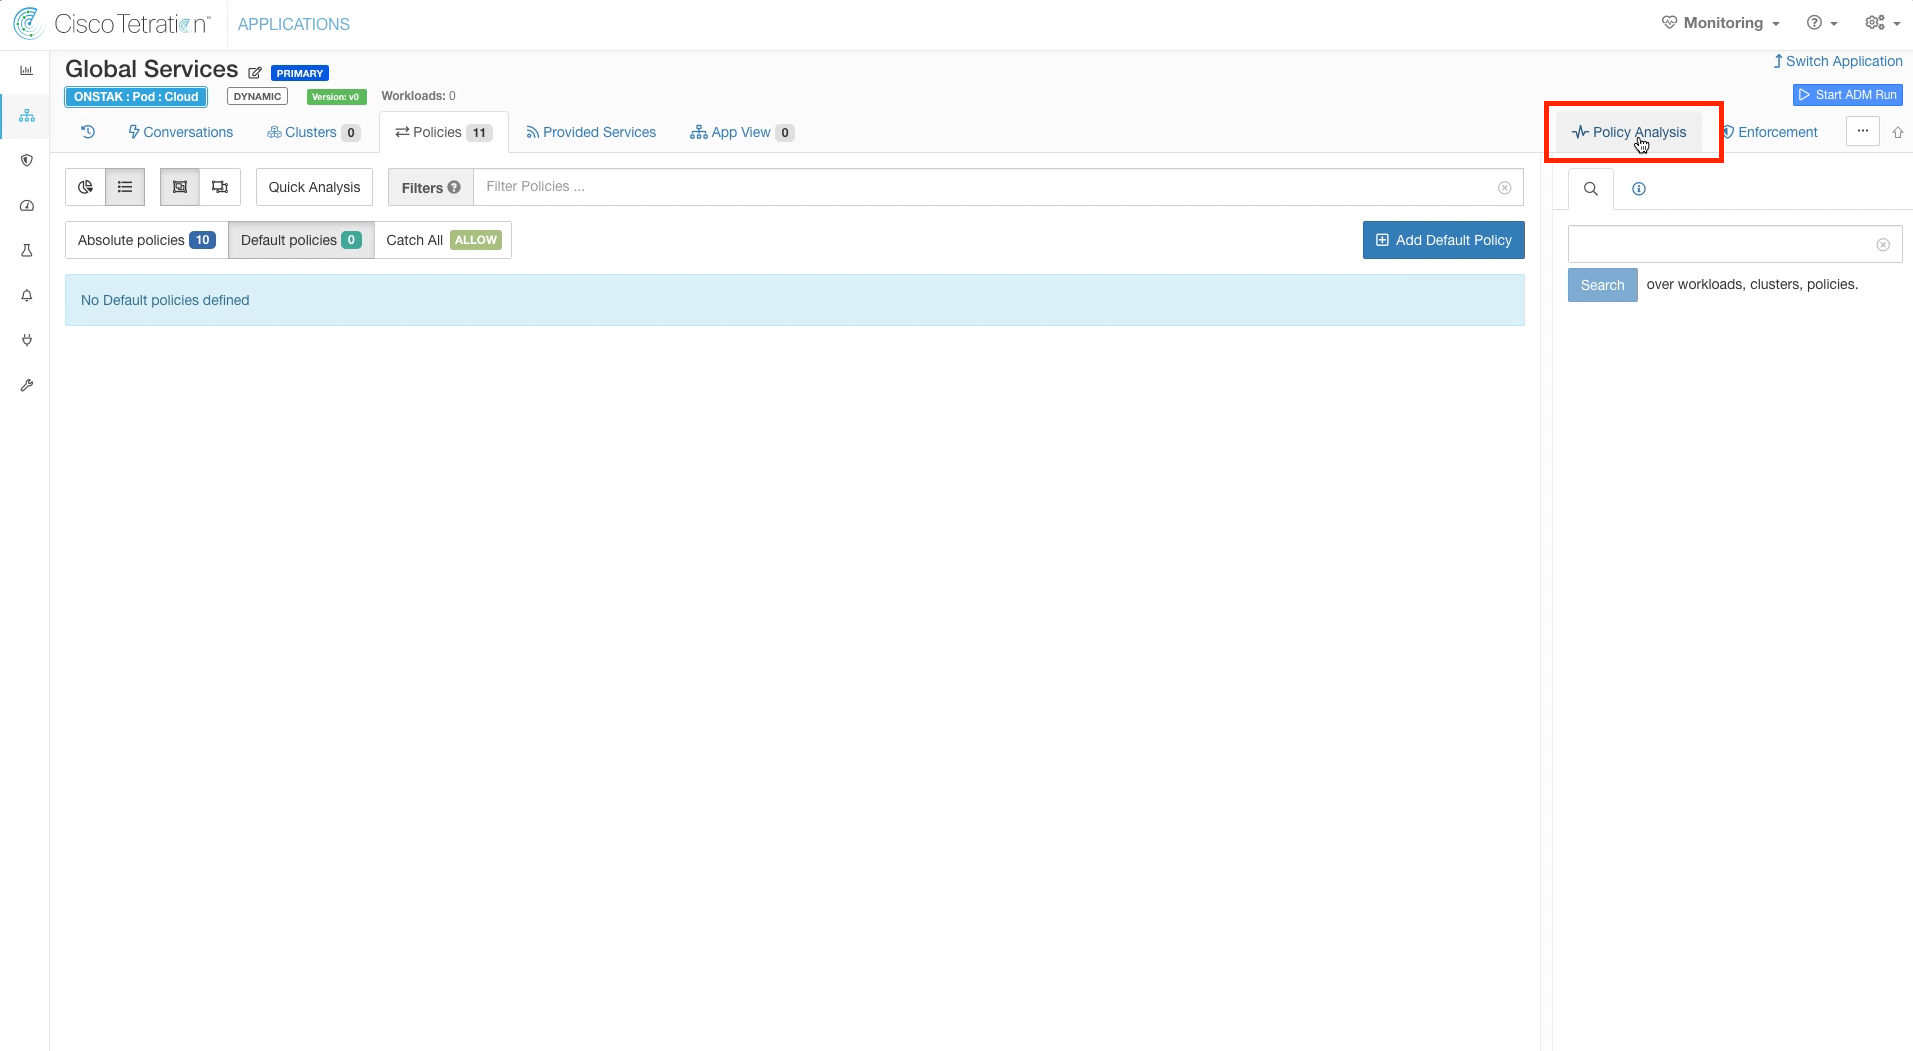 Cisco Tetration™ APPLICATIONS Monitoring
Global Services PRIMARY Switch Application
ONSTAK : Pod : Cloud DYNAMIC Version: v0 Workloads: 0 Start ADM Run
Conversations Clusters 0 Policies 11 Provided Services App View 0 Policy Analysis Enforcement ...
Quick Analysis Filters Filter Policies ...
Absolute policies 10 Default policies 0 Catch All ALLOW Add Default Policy
No Default policies defined
Search over workloads, clusters, policies.